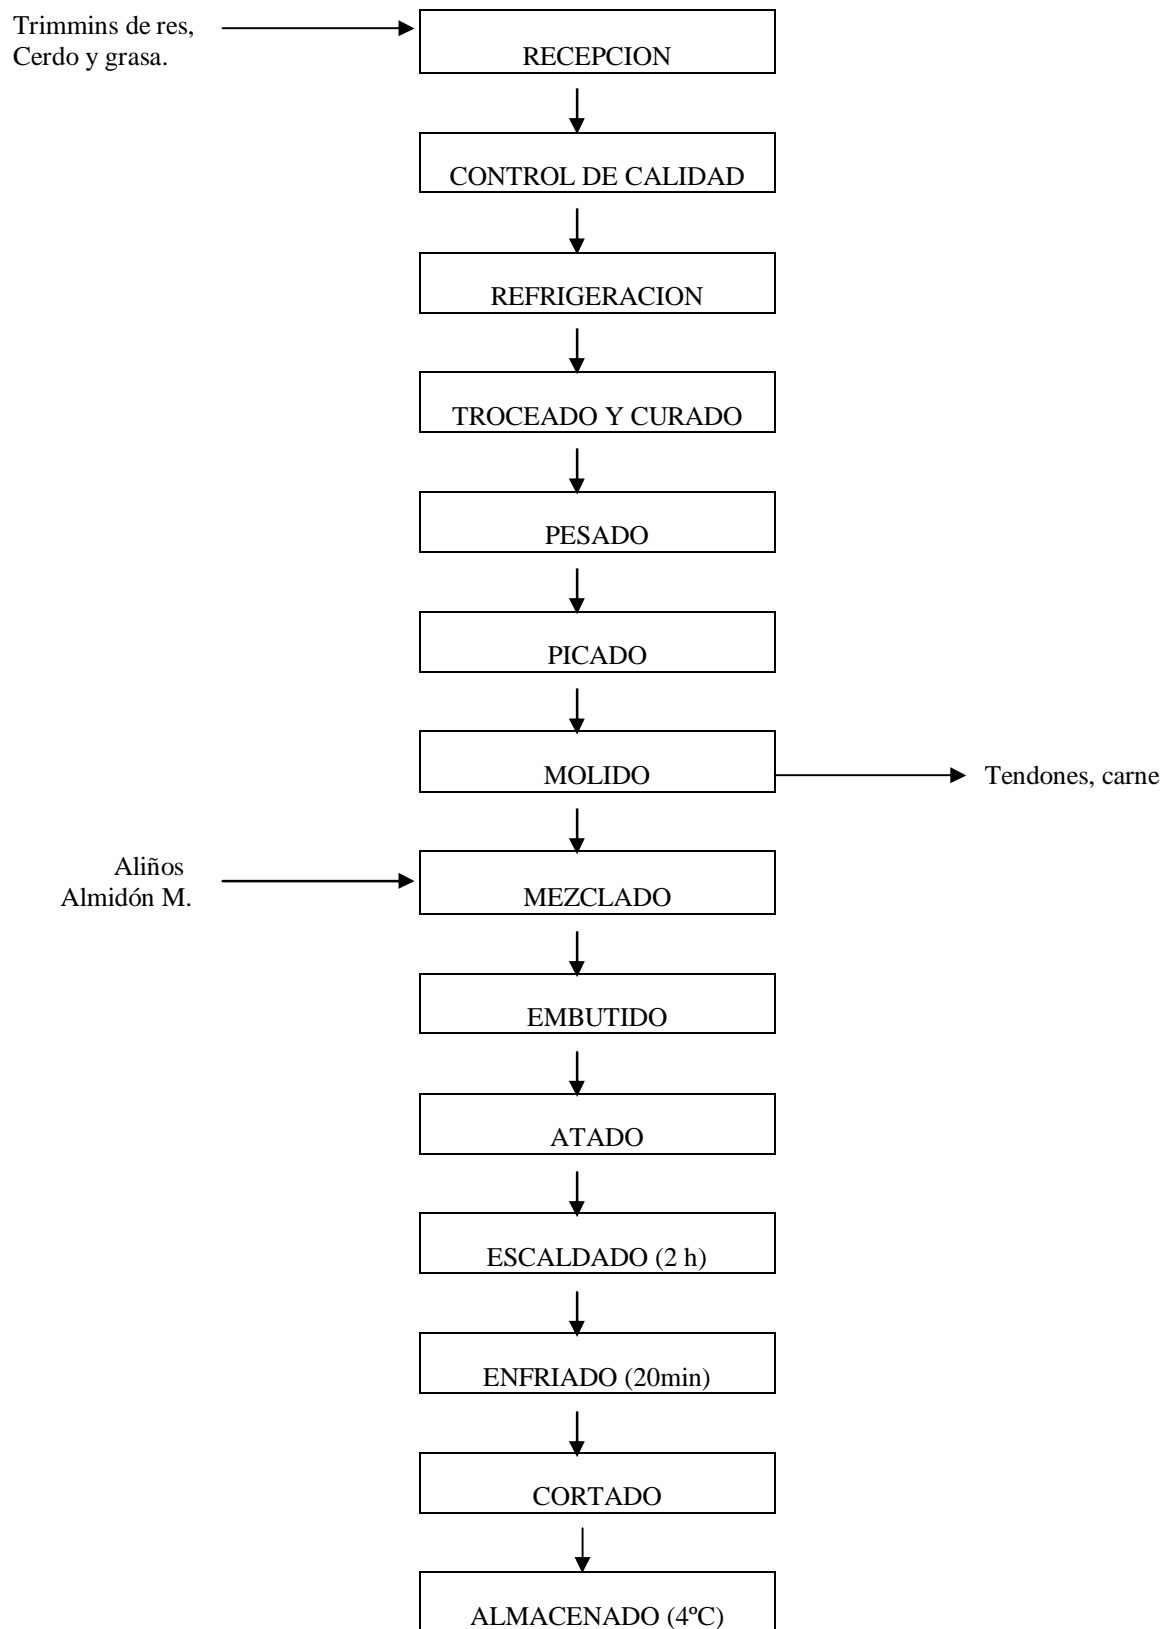 Trimmins de res,
Cerdo y grasa.
RECEPCION
CONTROL DE CALIDAD
REFRIGERACION
TROCEADO Y CURADO
PESADO
PICADO
MOLIDO
Tendones, carne
Aliños
Almidón M.
MEZCLADO
EMBUTIDO
ATADO
ESCALDADO (2 h)
ENFRIADO (20min)
CORTADO
ALMACENADO (4ºC)